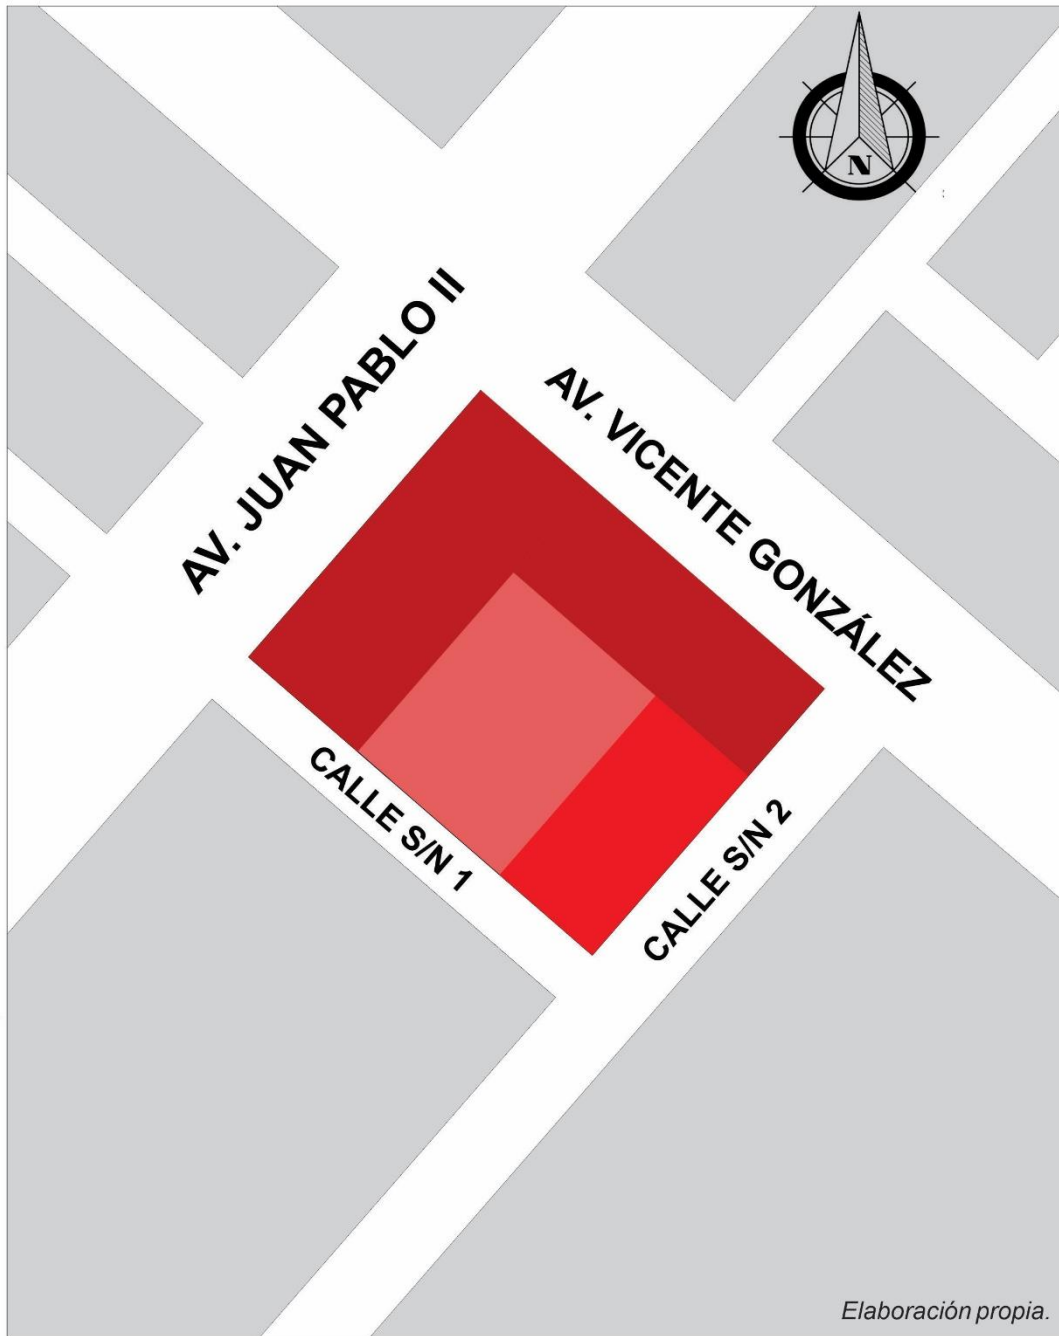 N
AV. JUAN PABLO II
AV. VICENTE GONZÁLEZ
CALLE S/N 1
CALLE S/N 2
Elaboración propia.